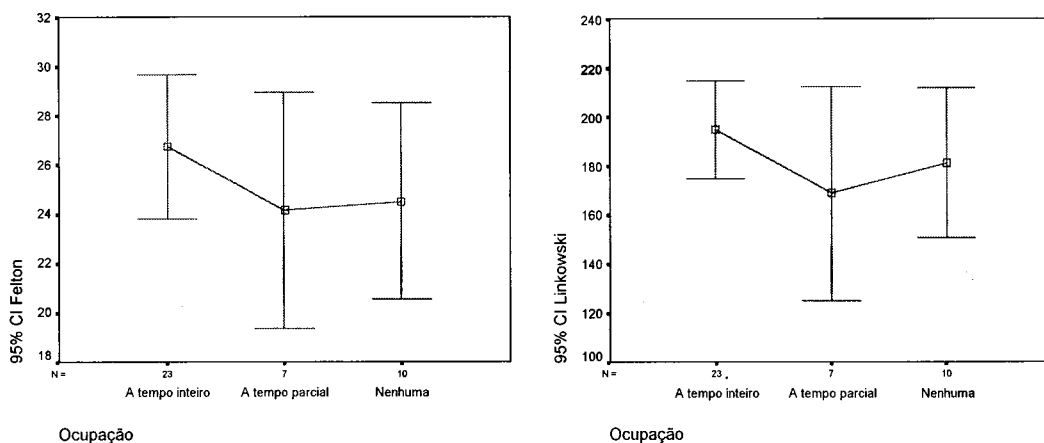 32
30
28
26
24
22
20
18
95% CI Felton
N = 23 7 10
A tempo inteiro A tempo parcial Nenhuma
Ocupação
240
220
200
180
160
140
120
100
95% CI Linkowski
N = 23 7 10
A tempo inteiro A tempo parcial Nenhuma
Ocupação